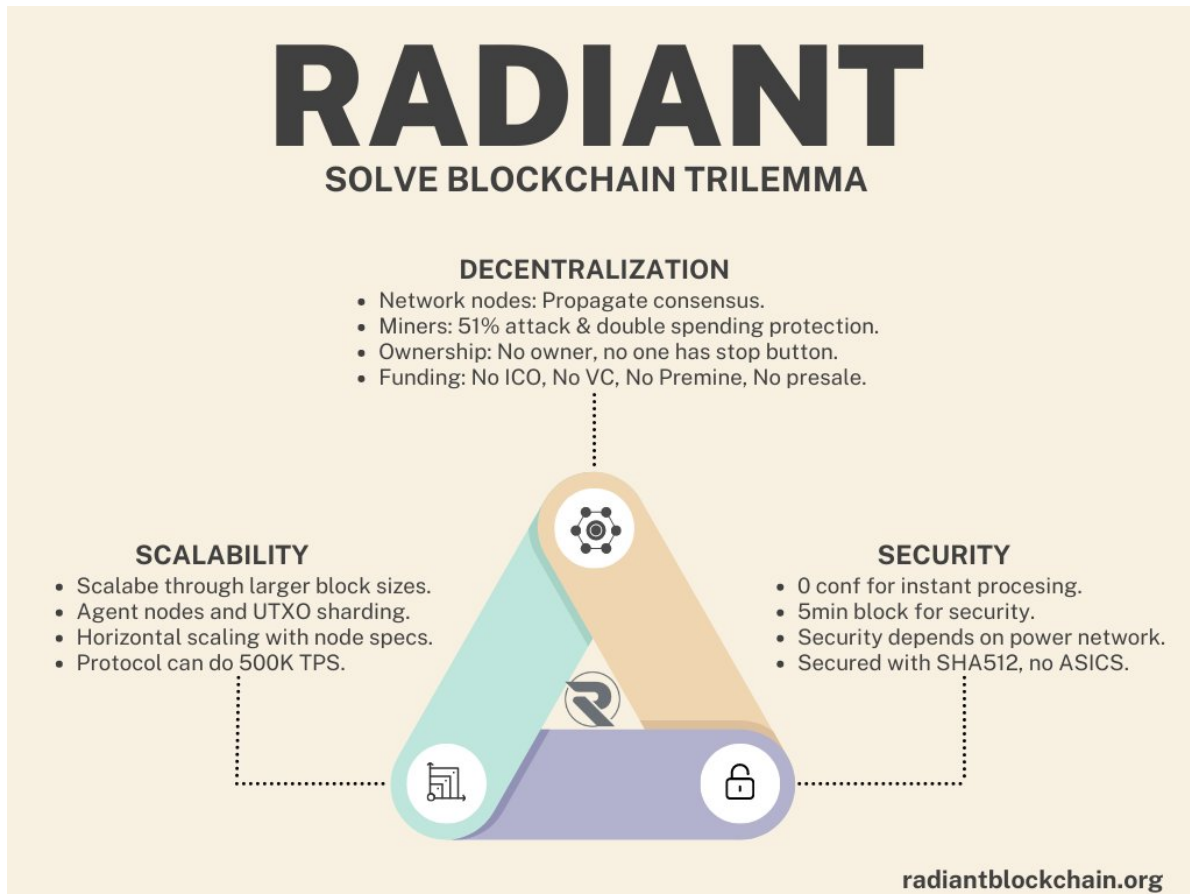 RADIANT
SOLVE BLOCKCHAIN TRILEMMA
DECENTRALIZATION
• Network nodes: Propagate consensus.
• Miners: 51% attack & double spending protection.
• Ownership: No owner, no one has stop button.
• Funding: No ICO, No VC, No Premine, No presale.
SCALABILITY
• Scalabe through larger block sizes.
• Agent nodes and UTXO sharding.
• Horizontal scaling with node specs.
• Protocol can do 500K TPS.
SECURITY
• 0 conf for instant procesing.
• 5min block for security.
• Security depends on power network.
• Secured with SHA512, no ASICS.
radiantblockchain.org